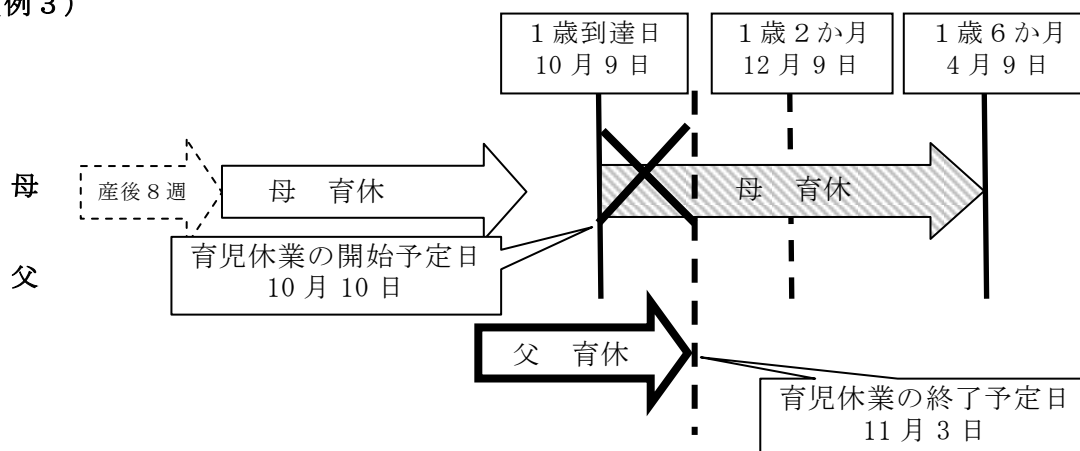 例３）
１歳到達日
10 月 9 日
１歳２か月
12 月 9 日
１歳６か月
4 月 9 日
母
産後８週
母　育休
母　育休
育児休業の開始予定日
10 月 10 日
父
父　育休
育児休業の終了予定日
11 月 3 日